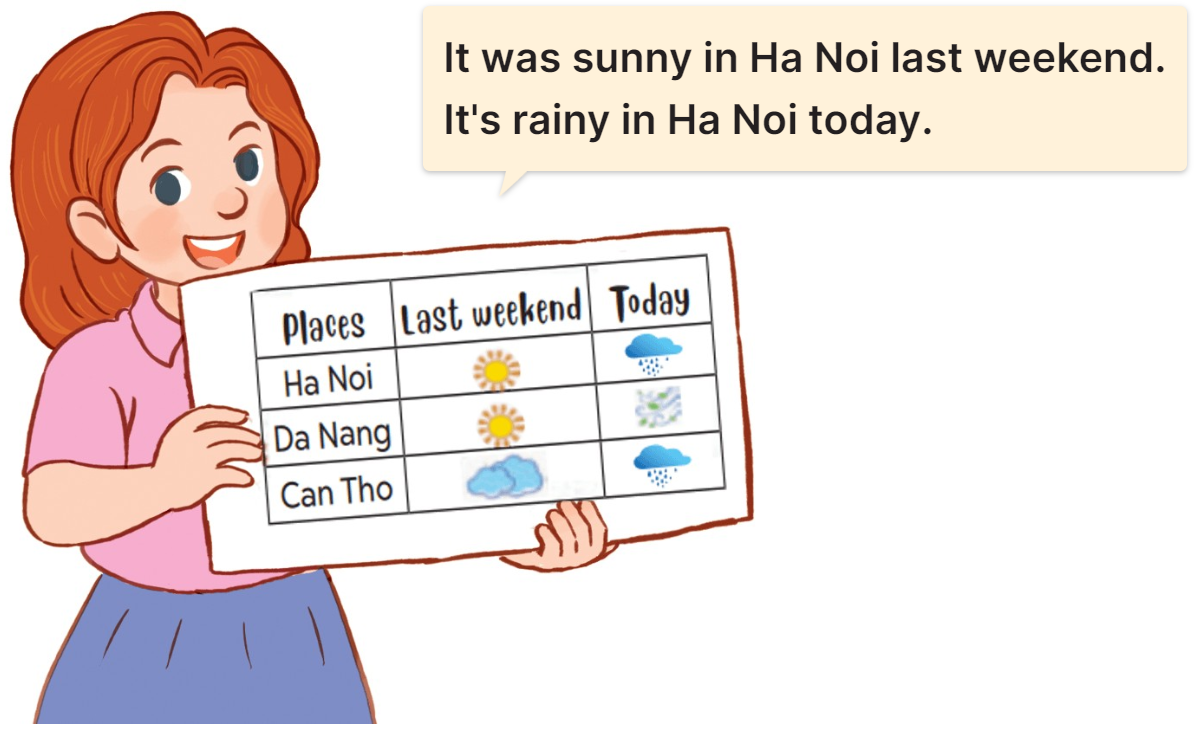 It was sunny in Ha Noi last weekend.
It's rainy in Ha Noi today.
Places Last weekend Today
Ha Noi
Da Nang
Can Tho